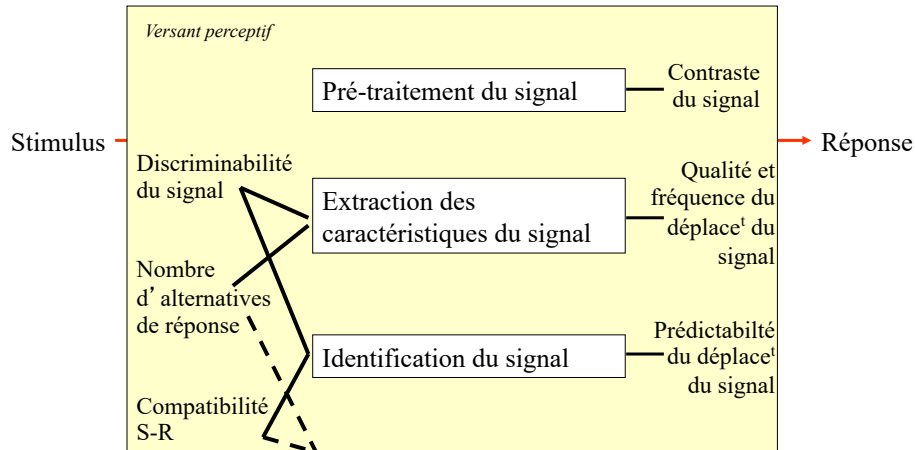 Versant perceptif
Pré-traitement du signal
Contraste
du signal
Stimulus
Réponse
Discriminabilité
du signal
Extraction des
caractéristiques du signal
Qualité et
fréquence du
déplaceᵗ du
signal
Nombre
d’alternatives
de réponse
Identification du signal
Prédictabilté
du déplaceᵗ
du signal
Compatibilité
S-R